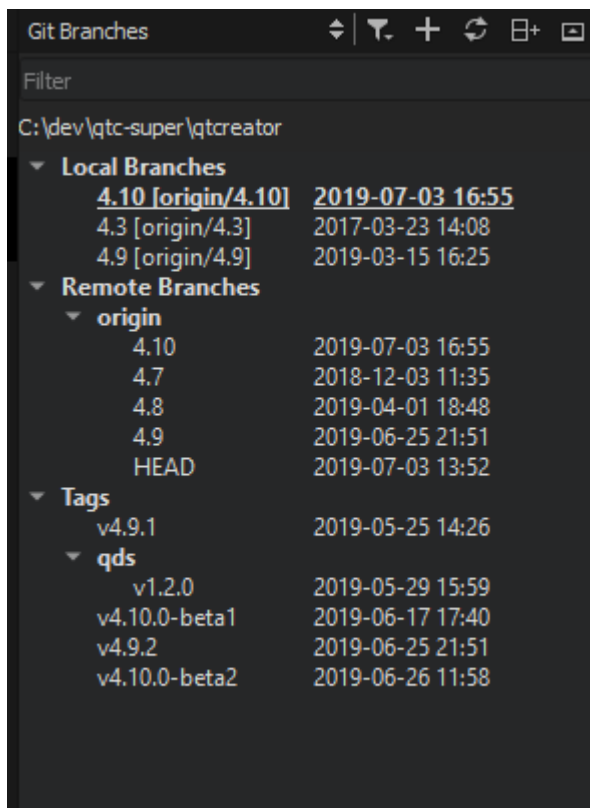 Git Branches
Filter
C:\dev\qtc-super\qtcreator
Local Branches
4.10 [origin/4.10] 2019-07-03 16:55
4.3 [origin/4.3] 2017-03-23 14:08
4.9 [origin/4.9] 2019-03-15 16:25
Remote Branches
origin
4.10 2019-07-03 16:55
4.7 2018-12-03 11:35
4.8 2019-04-01 18:48
4.9 2019-06-25 21:51
HEAD 2019-07-03 13:52
Tags
v4.9.1 2019-05-25 14:26
qds
v1.2.0 2019-05-29 15:59
v4.10.0-beta1 2019-06-17 17:40
v4.9.2 2019-06-25 21:51
v4.10.0-beta2 2019-06-26 11:58